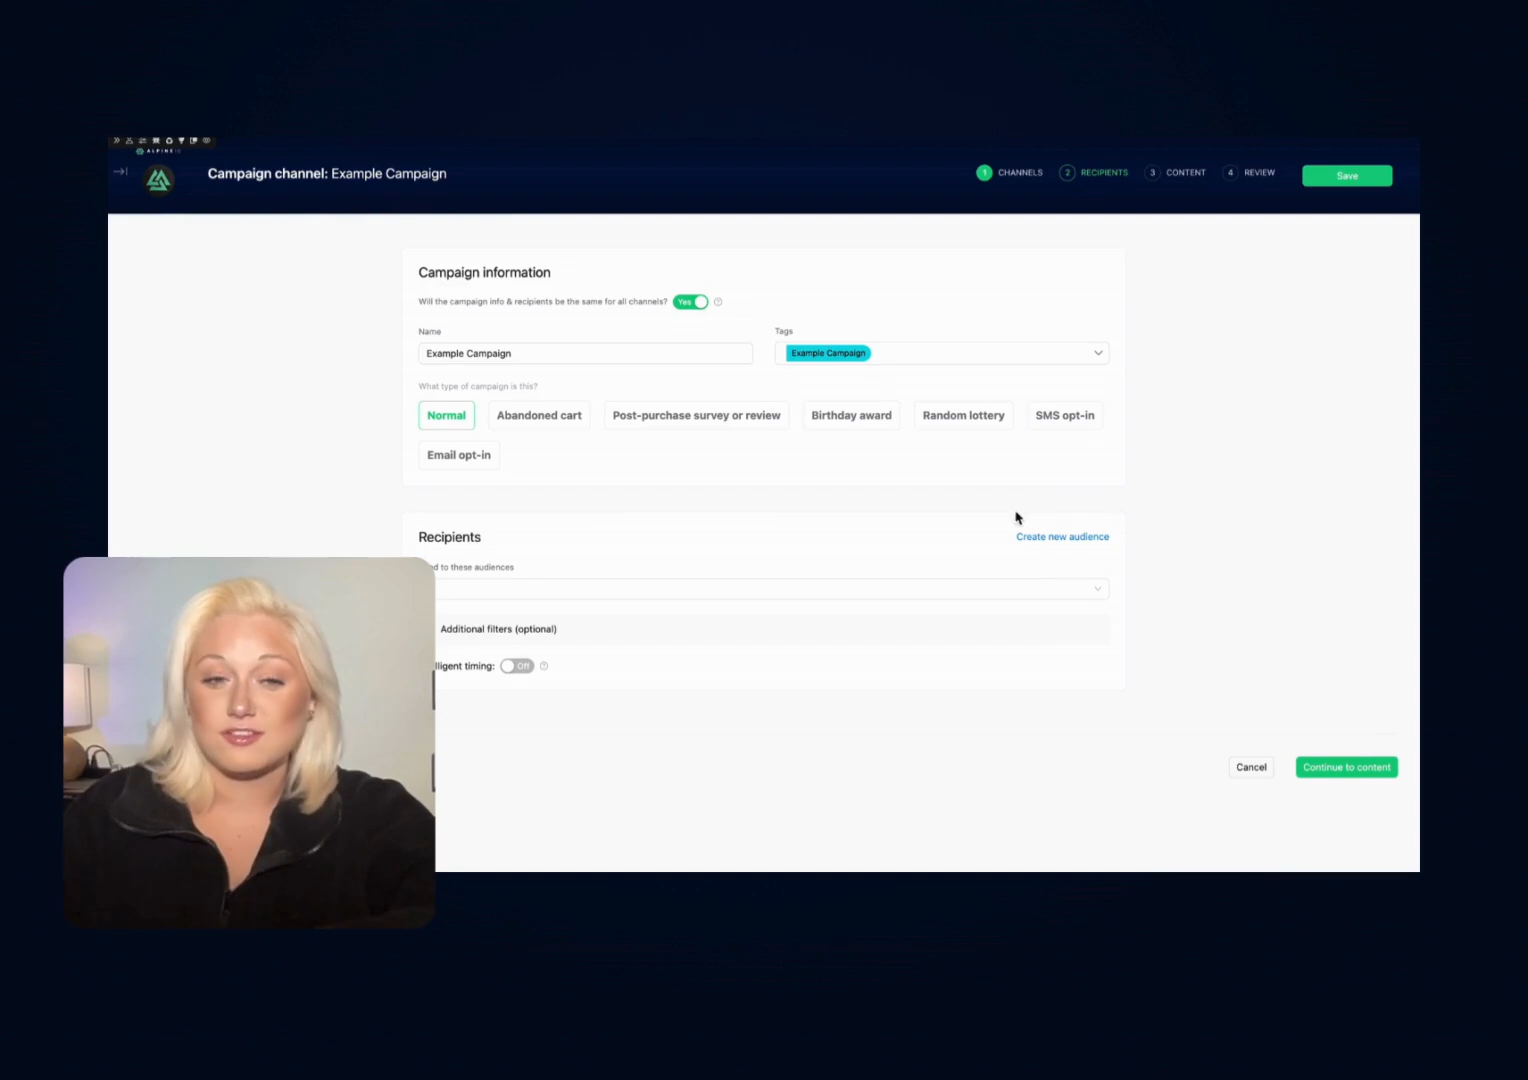 ALPINE IQ
Campaign channel: Example Campaign
1 CHANNELS 2 RECIPIENTS 3 CONTENT 4 REVIEW Save
Campaign information
Will the campaign info & recipients be the same for all channels? Yes
Name Tags
Example Campaign Example Campaign
What type of campaign is this?
Normal Abandoned cart Post-purchase survey or review Birthday award Random lottery SMS opt-in
Email opt-in
Recipients Create new audience
to these audiences
Additional filters (optional)
lligent timing: Off
Cancel Continue to content